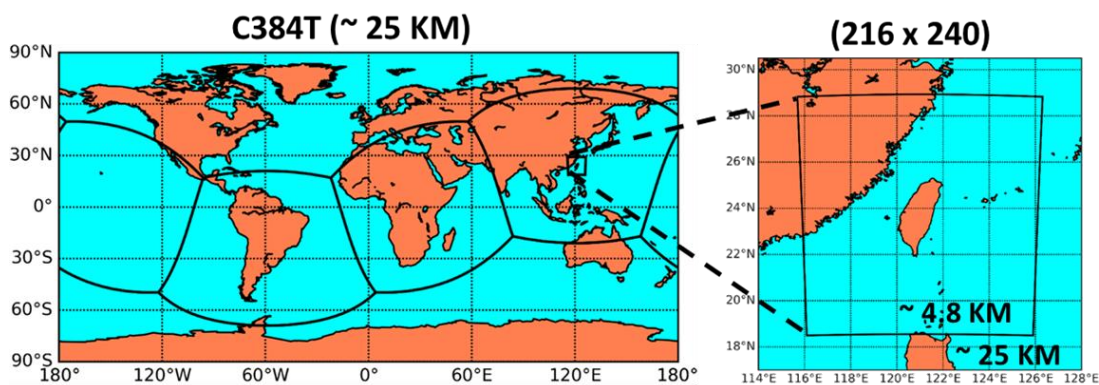 C384T (~ 25 KM)
90°N
60°N
30°N
0°
30°S
60°S
90°S
180° 120°W 60°W 0° 60°E 120°E 180°
(216 x 240)
30°N
28°N
26°N
24°N
22°N
20°N
18°N
~ 4.8 KM
~ 25 KM
114°E 116°E 118°E 120°E 122°E 124°E 126°E 128°E